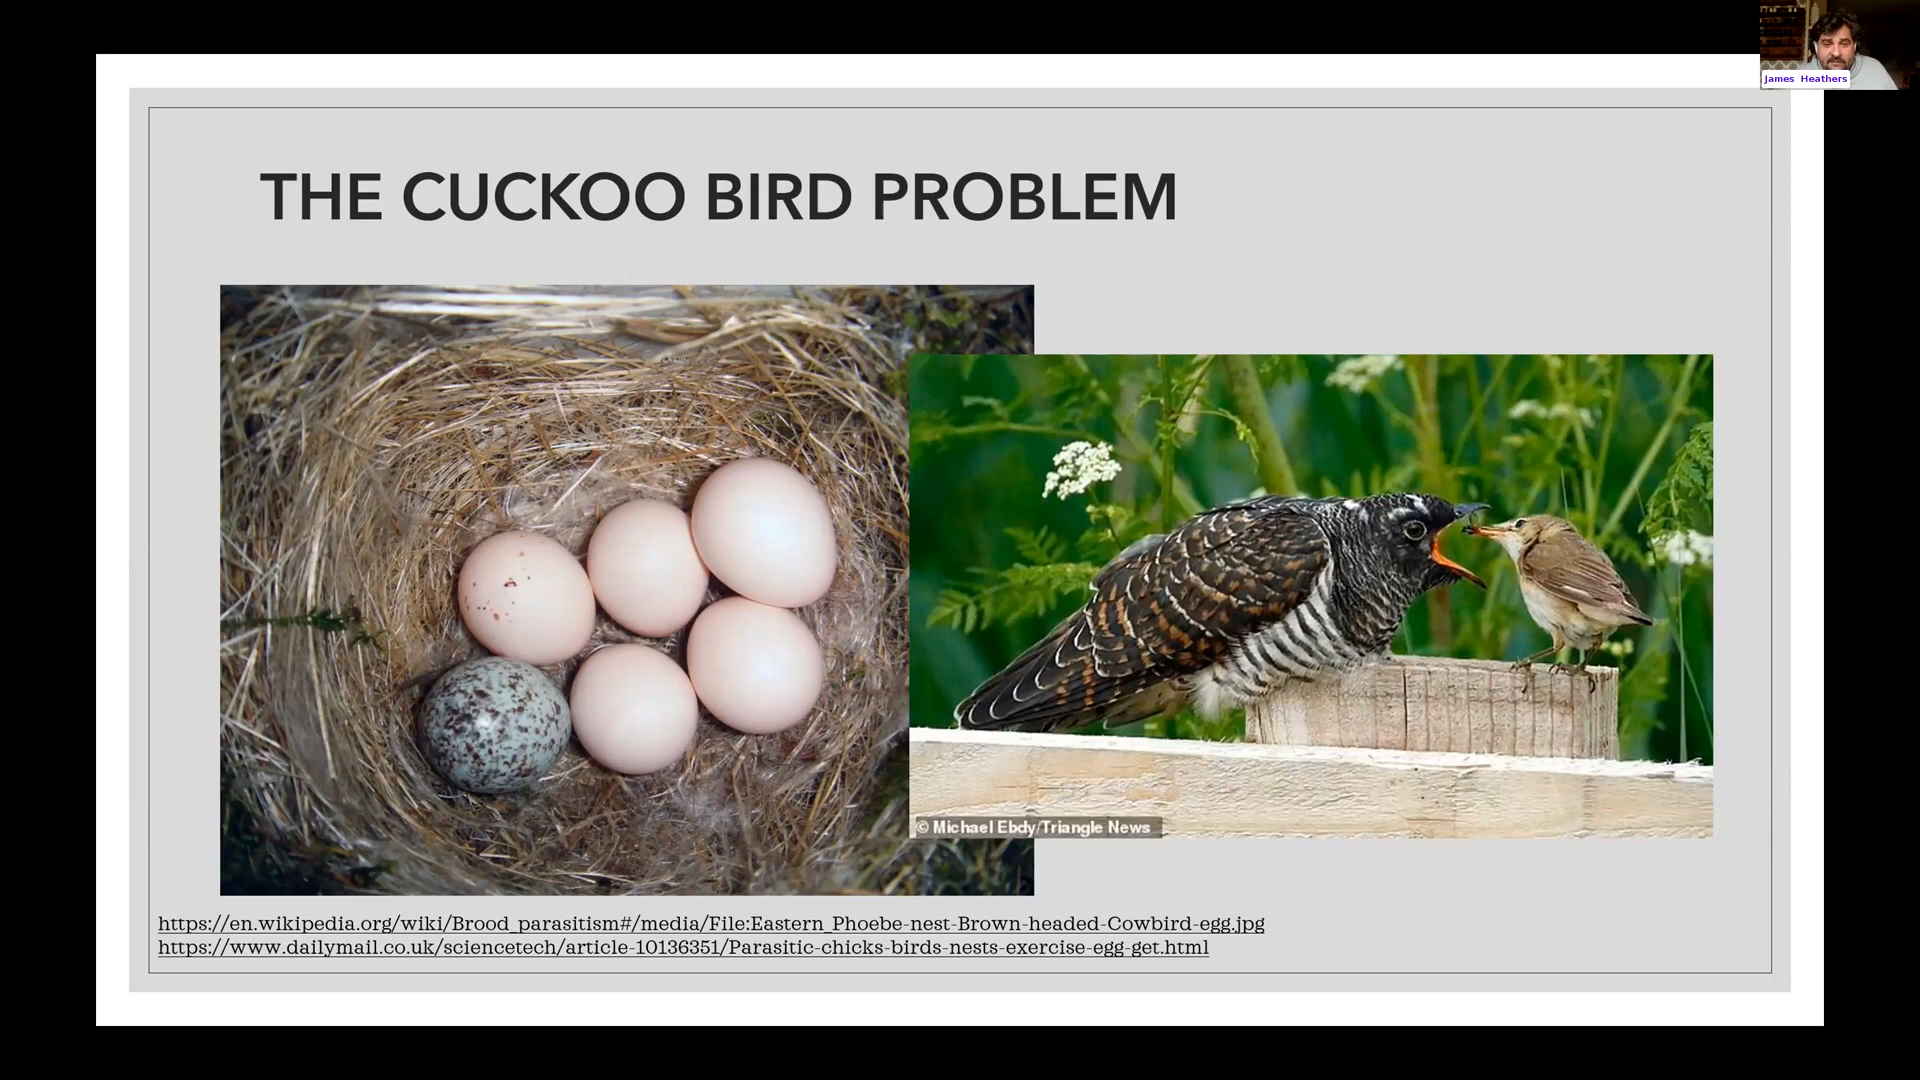 James Heathers
THE CUCKOO BIRD PROBLEM
© Michael Ebdy/Triangle News
https://en.wikipedia.org/wiki/Brood_parasitism#/media/File:Eastern_Phoebe-nest-Brown-headed-Cowbird-egg.jpg
https://www.dailymail.co.uk/sciencetech/article-10136351/Parasitic-chicks-birds-nests-exercise-egg-get.html